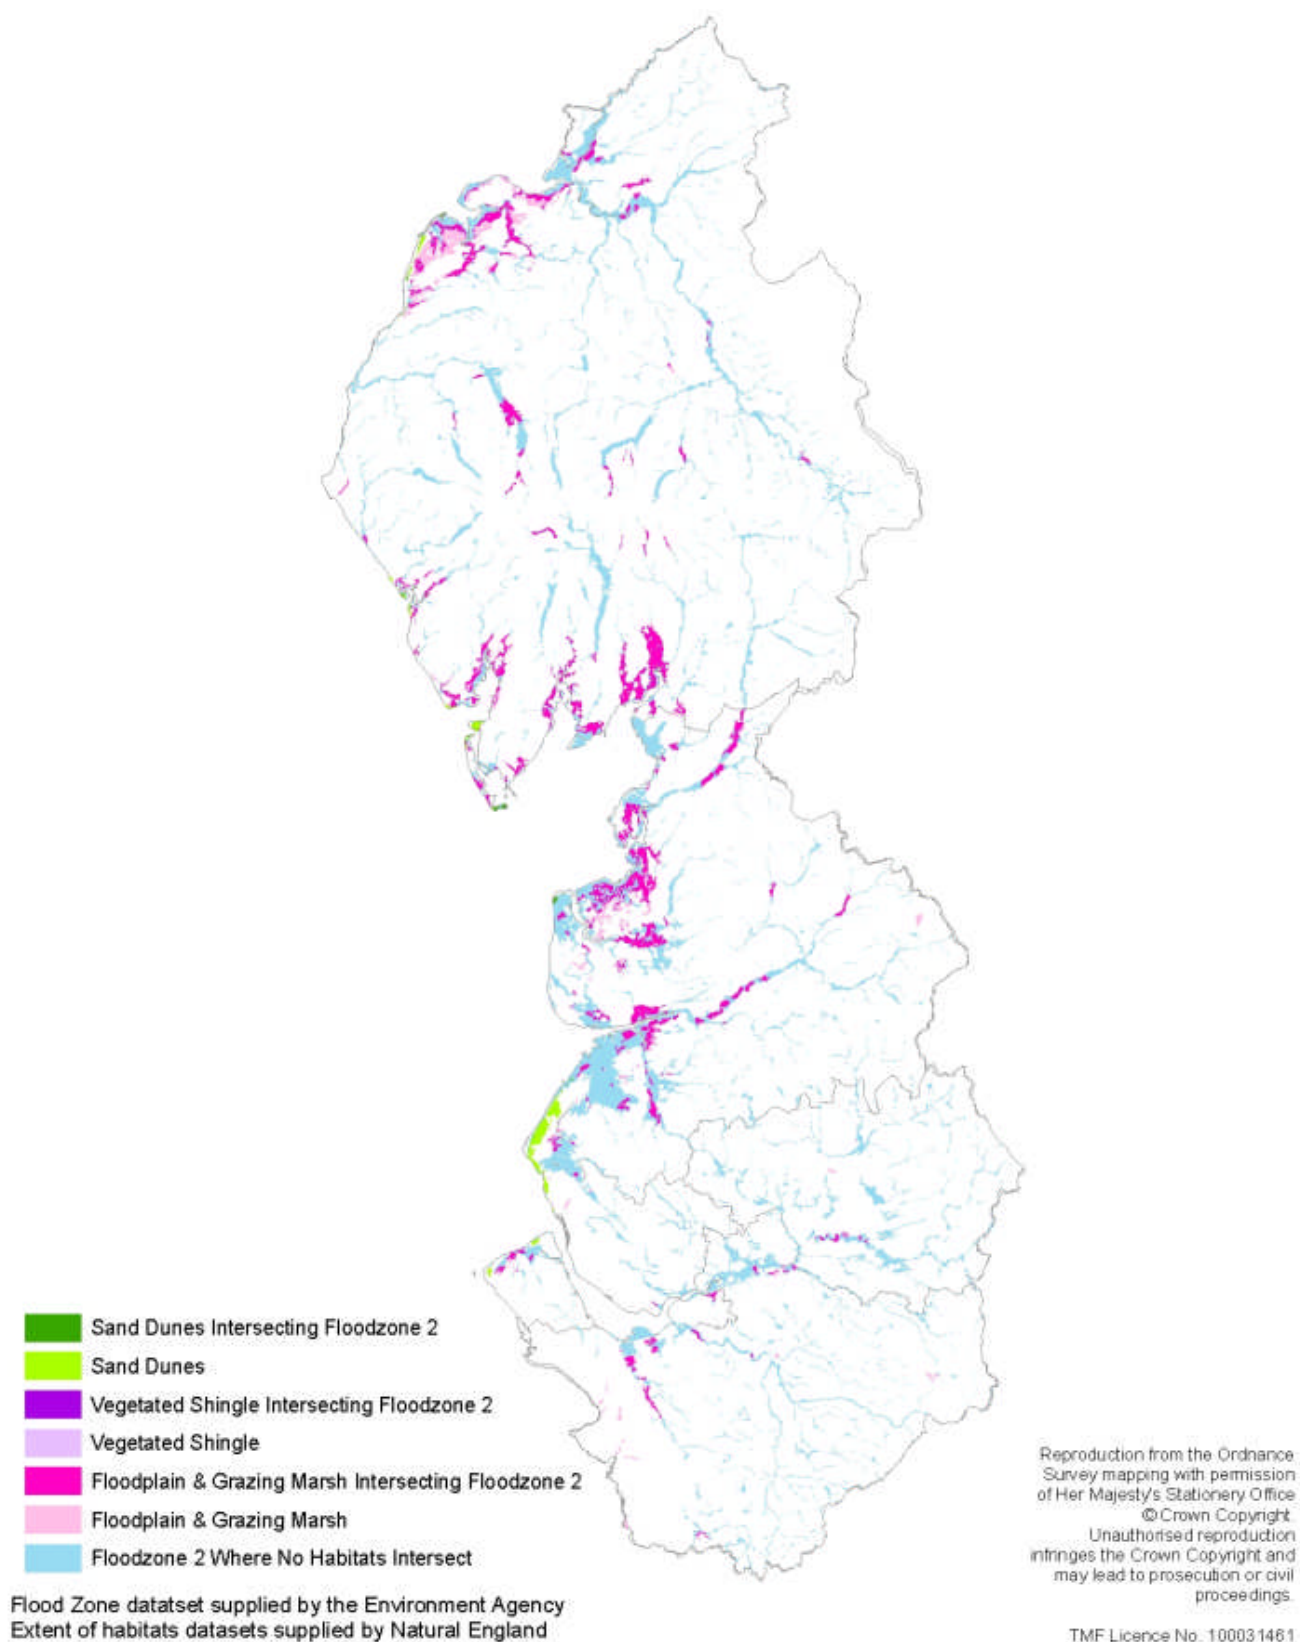 Sand Dunes Intersecting Floodzone 2
Sand Dunes
Vegetated Shingle Intersecting Floodzone 2
Vegetated Shingle
Floodplain & Grazing Marsh Intersecting Floodzone 2
Floodplain & Grazing Marsh
Floodzone 2 Where No Habitats Intersect
Flood Zone datatset supplied by the Environment Agency
Extent of habitats datasets supplied by Natural England
Reproduction from the Ordnance
Survey mapping with permission
of Her Majesty's Stationery Office
© Crown Copyright.
Unauthorised reproduction
infringes the Crown Copyright and
may lead to prosecution or civil
proceedings.
TMF Licence No. 100031461